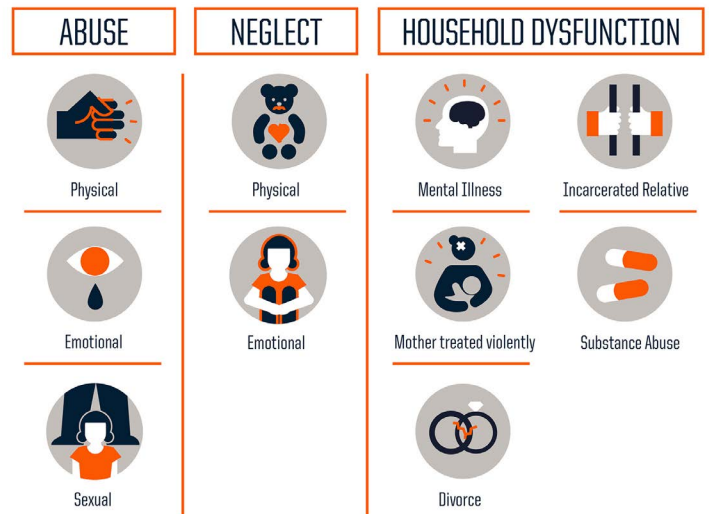 ABUSE
NEGLECT
HOUSEHOLD DYSFUNCTION
Physical
Emotional
Sexual
Physical
Emotional
Mental Illness
Incarcerated Relative
Mother treated violently
Substance Abuse
Divorce